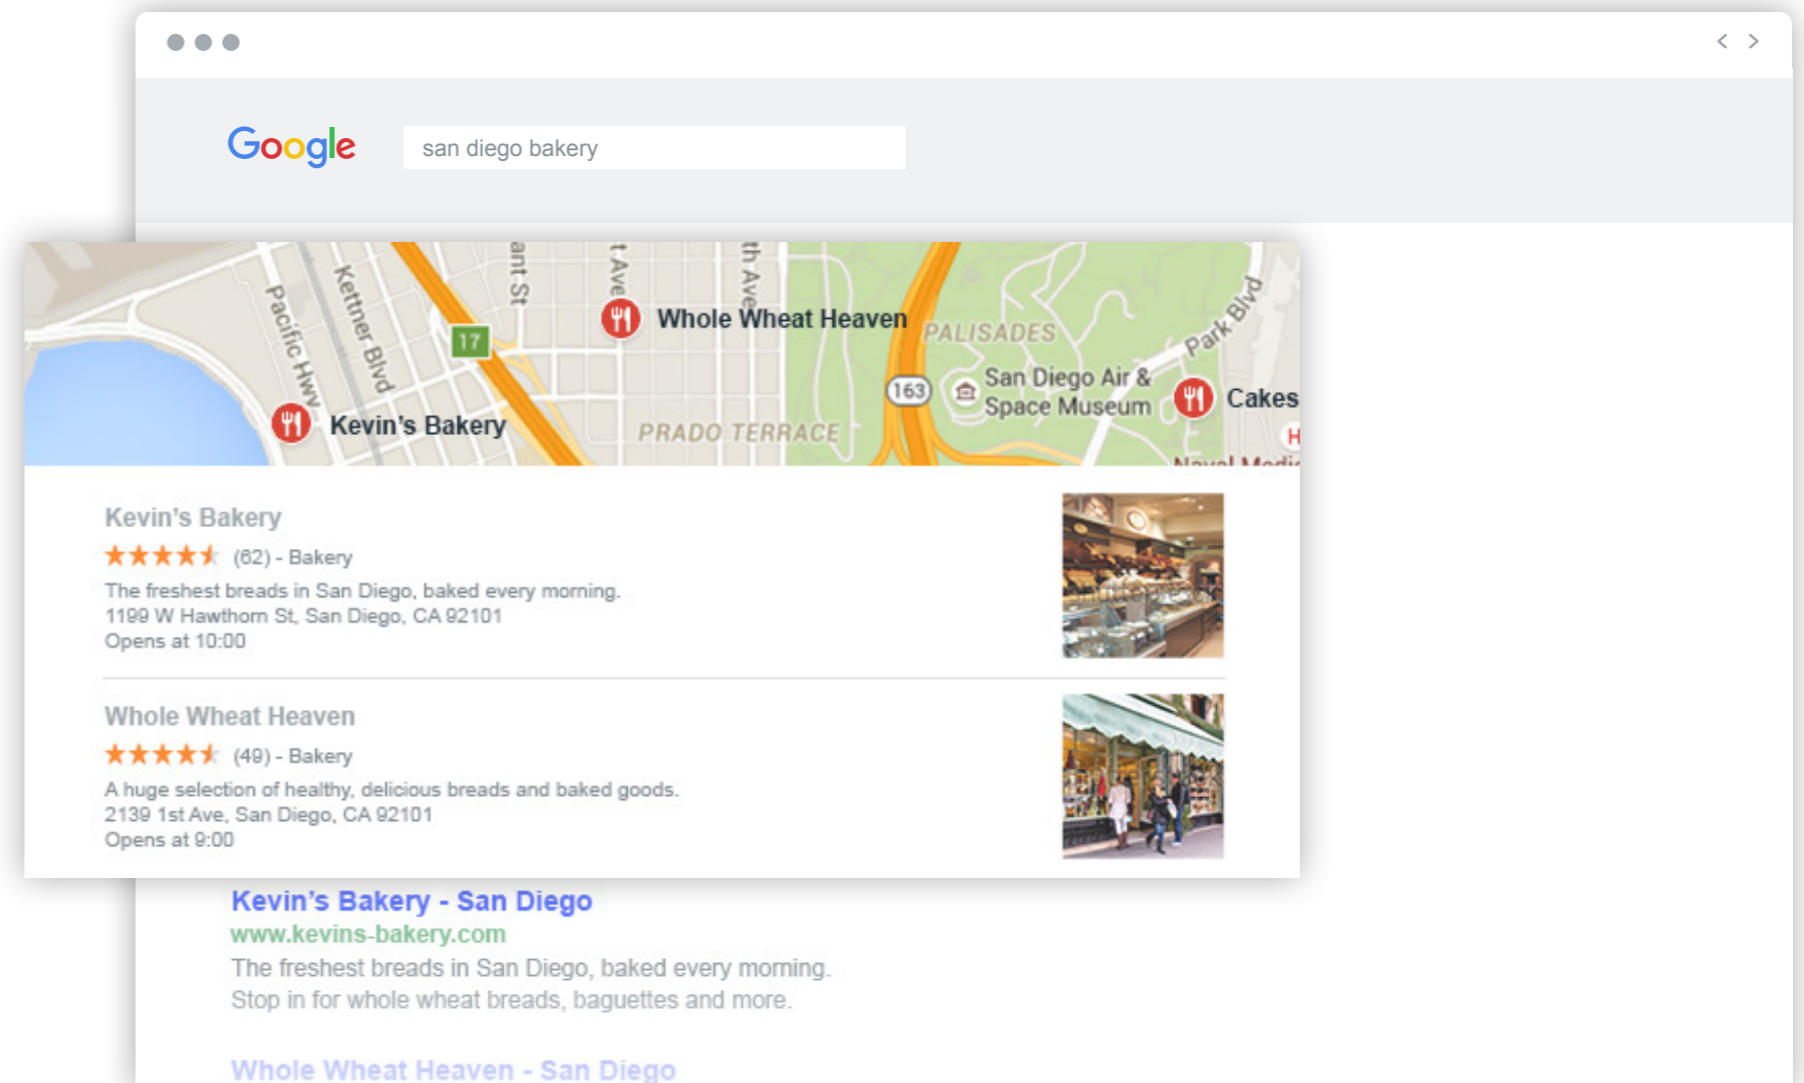 Google
san diego bakery
Pacific Hwy
Kettner Blvd
ant St
t Ave
th Ave
17
Whole Wheat Heaven
PALISADES
Park Blvd
163
San Diego Air &
Space Museum
Cakes
Kevin's Bakery
PRADO TERRACE
H
Naval Medic
Kevin's Bakery
(62) - Bakery
The freshest breads in San Diego, baked every morning.
1199 W Hawthorn St, San Diego, CA 92101
Opens at 10:00
Whole Wheat Heaven
(49) - Bakery
A huge selection of healthy, delicious breads and baked goods.
2139 1st Ave, San Diego, CA 92101
Opens at 9:00
Kevin's Bakery - San Diego
www.kevins-bakery.com
The freshest breads in San Diego, baked every morning.
Stop in for whole wheat breads, baguettes and more.
Whole Wheat Heaven - San Diego